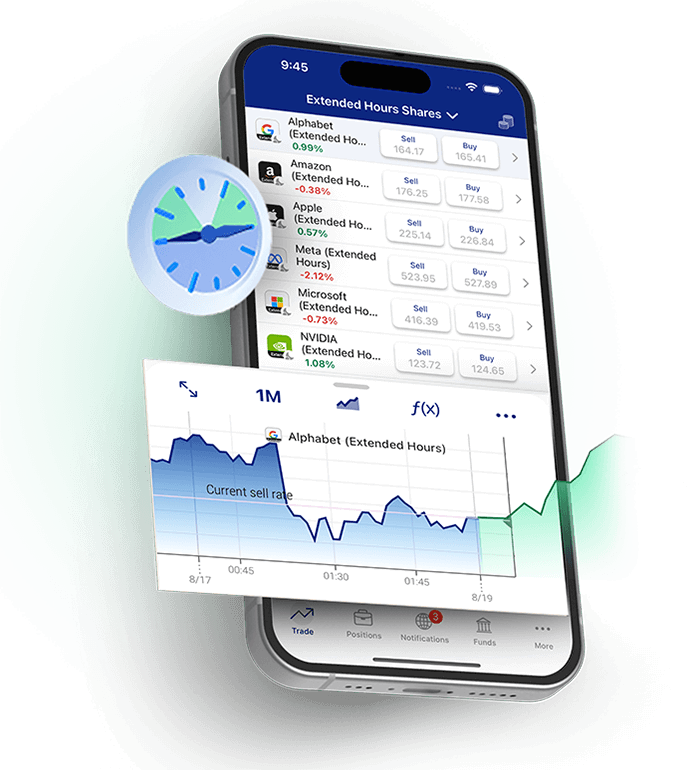 9:45
Extended Hours Shares
Alphabet
(Extended Ho...
0.99%
Sell
164.17
Buy
165.41
Amazon
(Extended Ho...
-0.38%
Sell
176.25
Buy
177.58
Apple
(Extended Ho...
0.57%
Sell
225.14
Buy
226.84
Meta (Extended
Hours)
-2.12%
Sell
523.95
Buy
527.89
Microsoft
(Extended Ho...
-0.73%
Sell
416.39
Buy
419.53
NVIDIA
(Extended Ho...
1.08%
Sell
123.72
Buy
124.65
1M
f(x)
Alphabet (Extended Hours)
Current sell rate
8/17
00:45
01:30
01:45
8/19
Trade
Positions
3
Notifications
Funds
More